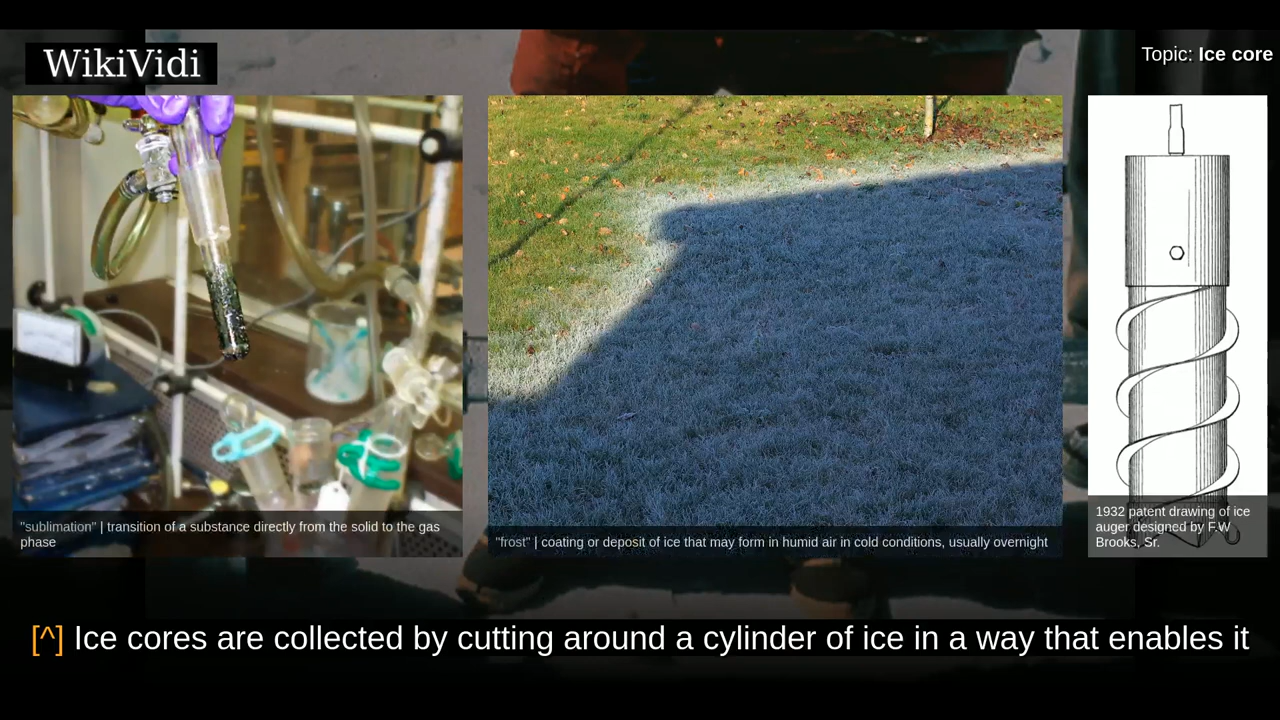 WikiVidi
Topic: Ice core
"sublimation" | transition of a substance directly from the solid to the gas
phase
"frost" | coating or deposit of ice that may form in humid air in cold conditions, usually overnight
1932 patent drawing of ice
auger designed by F.W
Brooks, Sr.
[^] Ice cores are collected by cutting around a cylinder of ice in a way that enables it